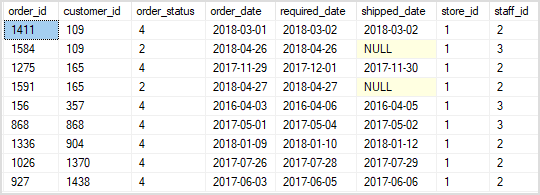 order_id customer_id order_status order_date required_date shipped_date store_id staff_id
1411 109 4 2018-03-01 2018-03-02 2018-03-02 1 2
1584 109 2 2018-04-26 2018-04-26 NULL 1 3
1275 165 4 2017-11-29 2017-12-01 2017-11-30 1 2
1591 165 2 2018-04-27 2018-04-27 NULL 1 2
156 357 4 2016-04-03 2016-04-06 2016-04-05 1 3
868 868 4 2017-05-01 2017-05-04 2017-05-02 1 3
1336 904 4 2018-01-09 2018-01-10 2018-01-12 1 2
1026 1370 4 2017-07-26 2017-07-28 2017-07-29 1 2
927 1438 4 2017-06-03 2017-06-05 2017-06-06 1 2